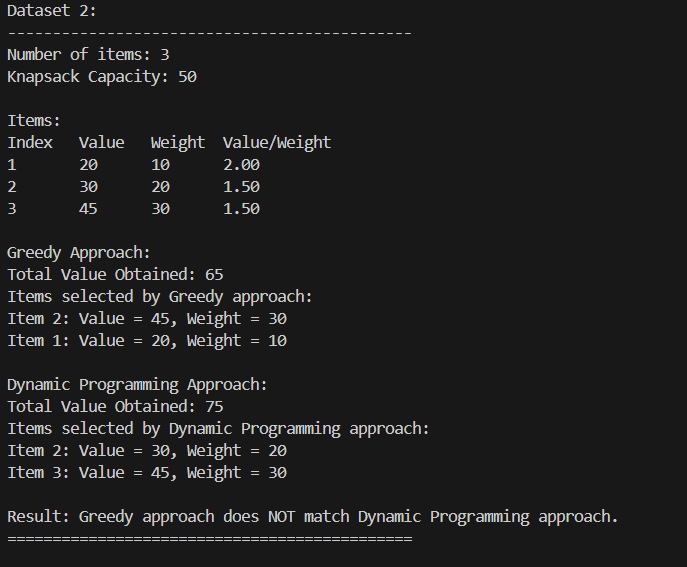 Dataset 2:
---------------------------------------------
Number of items: 3
Knapsack Capacity: 50
Items:
Index Value Weight Value/Weight
1 20 10 2.00
2 30 20 1.50
3 45 30 1.50
Greedy Approach:
Total Value Obtained: 65
Items selected by Greedy approach:
Item 2: Value = 45, Weight = 30
Item 1: Value = 20, Weight = 10
Dynamic Programming Approach:
Total Value Obtained: 75
Items selected by Dynamic Programming approach:
Item 2: Value = 30, Weight = 20
Item 3: Value = 45, Weight = 30
Result: Greedy approach does NOT match Dynamic Programming approach.
=============================================